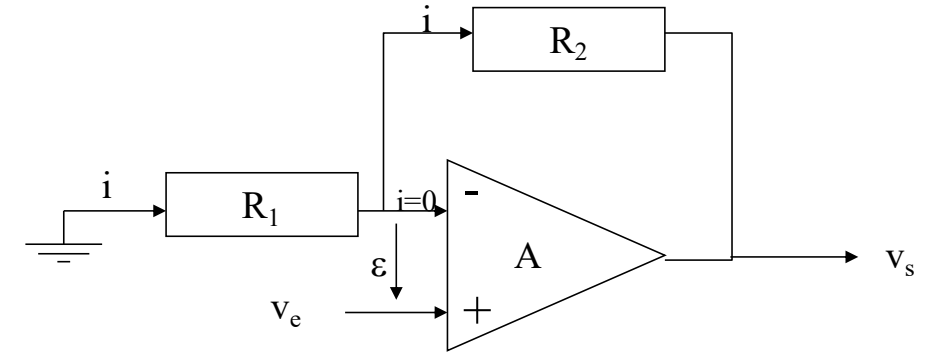 i
R₂
i
R₁
i=0
-
ε
A
vₑ
+
vₛ